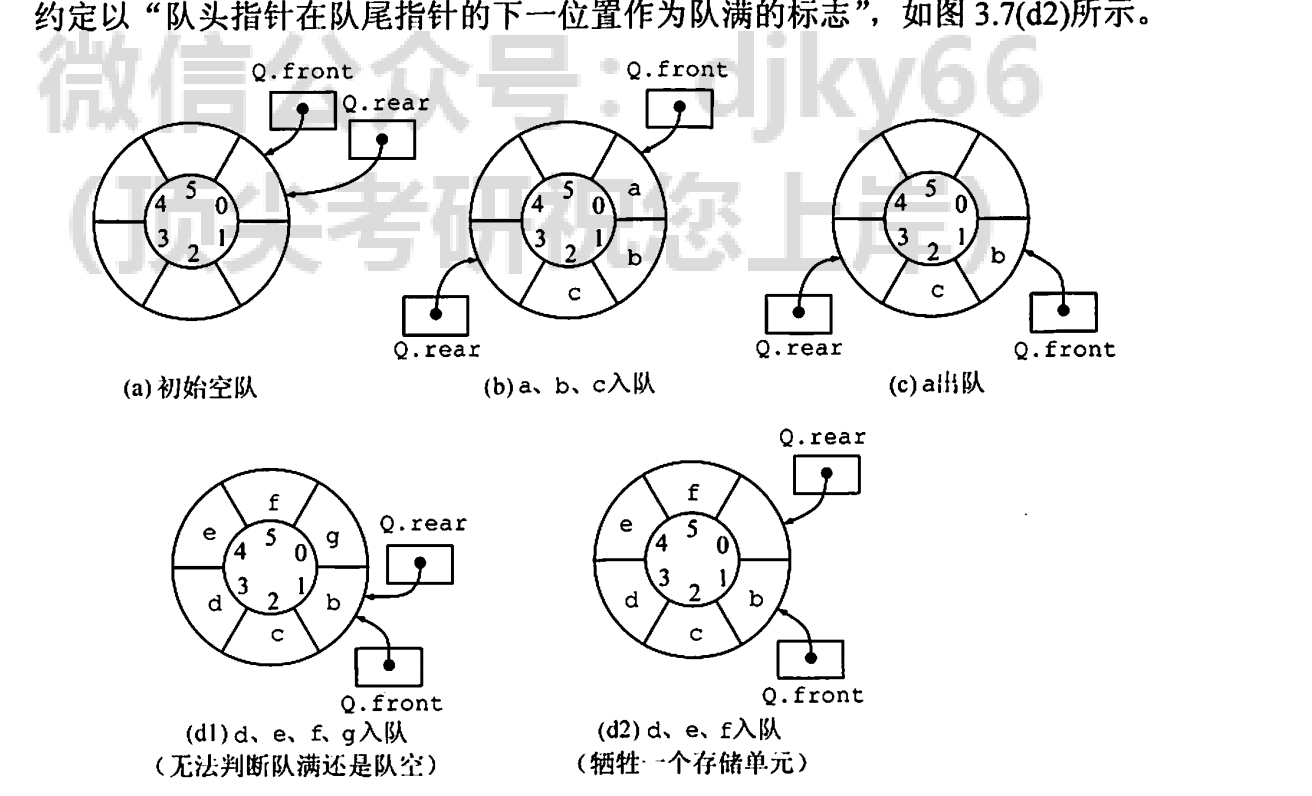 约定以“队头指针在队尾指针的下一位置作为队满的标志”，如图 3.7(d2)所示。
微信公众号：djky66
(顶尖考研祝您上岸)
Q.front
Q.rear
5
4 0
3 1
2
(a) 初始空队
Q.front
5 a
4 0
3 1
2 b
c
Q.rear
(b) a、b、c入队
5
4 0
3 1
2 b
c
Q.rear
Q.front
(c) a出队
f
e 5 g
4 0
3 1
d 2 b
c
Q.rear
Q.front
(d1) d、e、f、g入队
（无法判断队满还是队空）
Q.rear
f
e 5
4 0
3 1
d 2 b
c
Q.front
(d2) d、e、f入队
（牺牲一个存储单元）